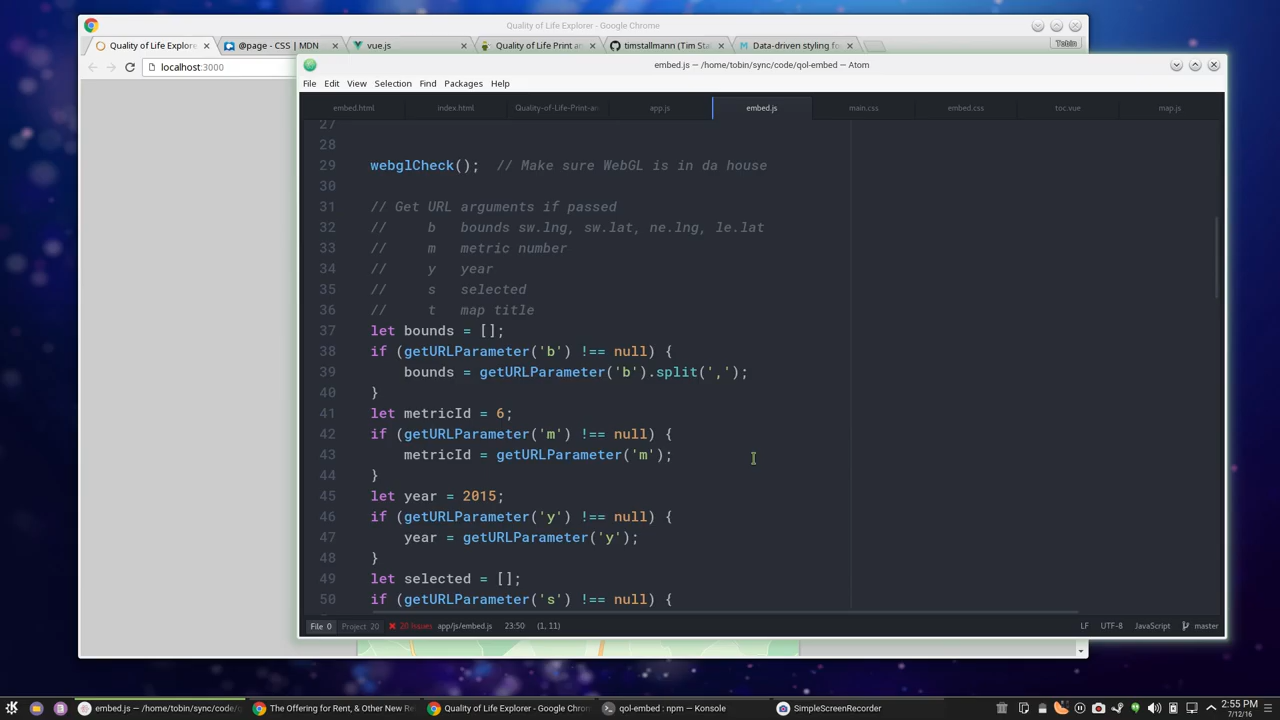 Quality of Life Explorer - Google Chrome
Quality of Life Explore
@page - CSS | MDN
vue.js
Quality of Life Print a
timstallmann (Tim Sta
Data-driven styling fo
Tobin
localhost:3000
embed.js — /home/tobin/sync/code/qol-embed — Atom
File Edit View Selection Find Packages Help
embed.html index.html Quality-of-Life-Print-an app.js embed.js main.css embed.css toc.vue map.js
27
28
29 webglCheck(); // Make sure WebGL is in da house
30
31 // Get URL arguments if passed
32 // b bounds sw.lng, sw.lat, ne.lng, le.lat
33 // m metric number
34 // y year
35 // s selected
36 // t map title
37 let bounds = [];
38 if (getURLParameter('b') !== null) {
39 bounds = getURLParameter('b').split(',');
40 }
41 let metricId = 6;
42 if (getURLParameter('m') !== null) {
43 metricId = getURLParameter('m');
44 }
45 let year = 2015;
46 if (getURLParameter('y') !== null) {
47 year = getURLParameter('y');
48 }
49 let selected = [];
50 if (getURLParameter('s') !== null) {
File 0 Project 20 20 Issues app/js/embed.js 23:50 (1, 11) LF UTF-8 JavaScript master
embed.js — /home/tobin/sync/code/q
The Offering for Rent, & Other New Re
Quality of Life Explorer - Google Chrom
qol-embed : npm — Konsole
SimpleScreenRecorder
2:55 PM
7/12/16